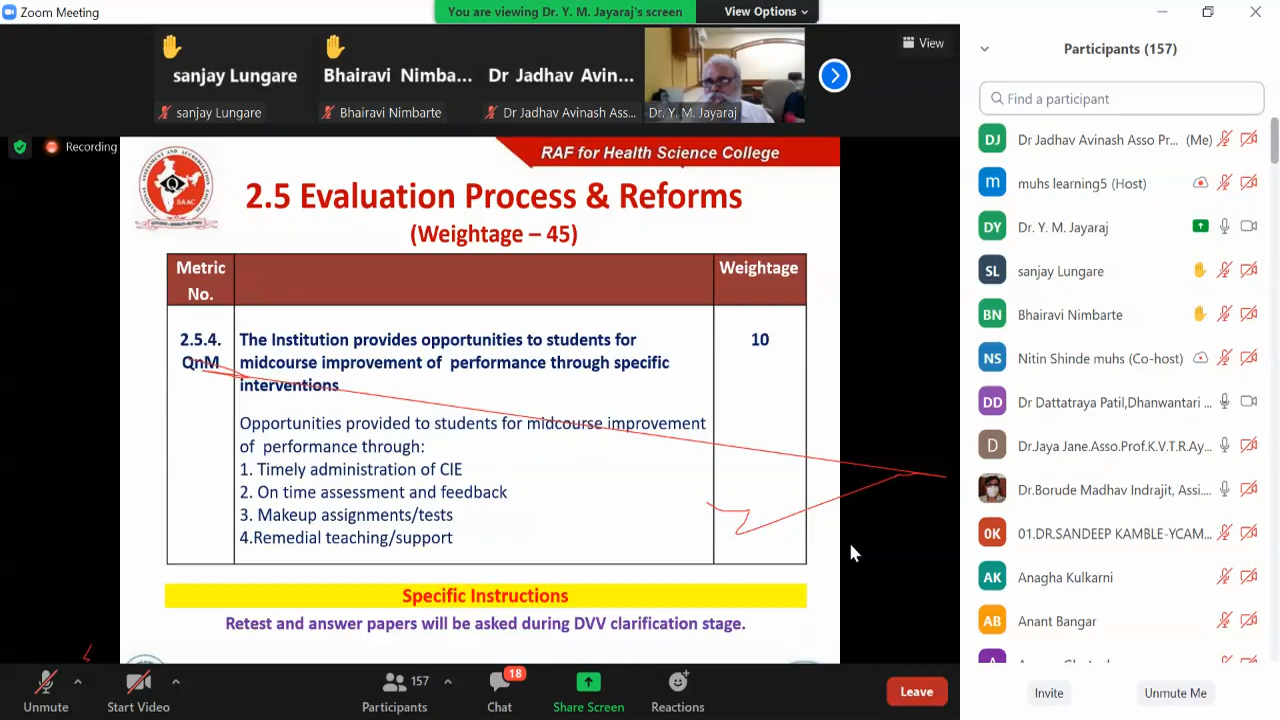 Zoom Meeting
You are viewing Dr. Y. M. Jayaraj's screen
View Options
sanjay Lungare
Bhairavi Nimba...
Dr Jadhav Avin...
sanjay Lungare
Bhairavi Nimbarte
Dr Jadhav Avinash Ass...
Dr. Y. M. Jayaraj
View
Recording
RAF for Health Science College
2.5 Evaluation Process & Reforms
(Weightage – 45)
Metric
No.
Weightage
2.5.4.
QnM
The Institution provides opportunities to students for
midcourse improvement of performance through specific
interventions
10
Opportunities provided to students for midcourse improvement
of performance through:
1. Timely administration of CIE
2. On time assessment and feedback
3. Makeup assignments/tests
4.Remedial teaching/support
Specific Instructions
Retest and answer papers will be asked during DVV clarification stage.
Unmute
Start Video
157
Participants
18
Chat
Share Screen
Reactions
Leave
Participants (157)
Find a participant
DJ Dr Jadhav Avinash Asso Pr... (Me)
m muhs learning5 (Host)
DY Dr. Y. M. Jayaraj
SL sanjay Lungare
BN Bhairavi Nimbarte
NS Nitin Shinde muhs (Co-host)
DD Dr Dattatraya Patil,Dhanwantari ...
D Dr.Jaya Jane.Asso.Prof.K.V.T.R.Ay...
Dr.Borude Madhav Indrajit, Assi....
0K 01.DR.SANDEEP KAMBLE-YCAM...
AK Anagha Kulkarni
AB Anant Bangar
Invite
Unmute Me